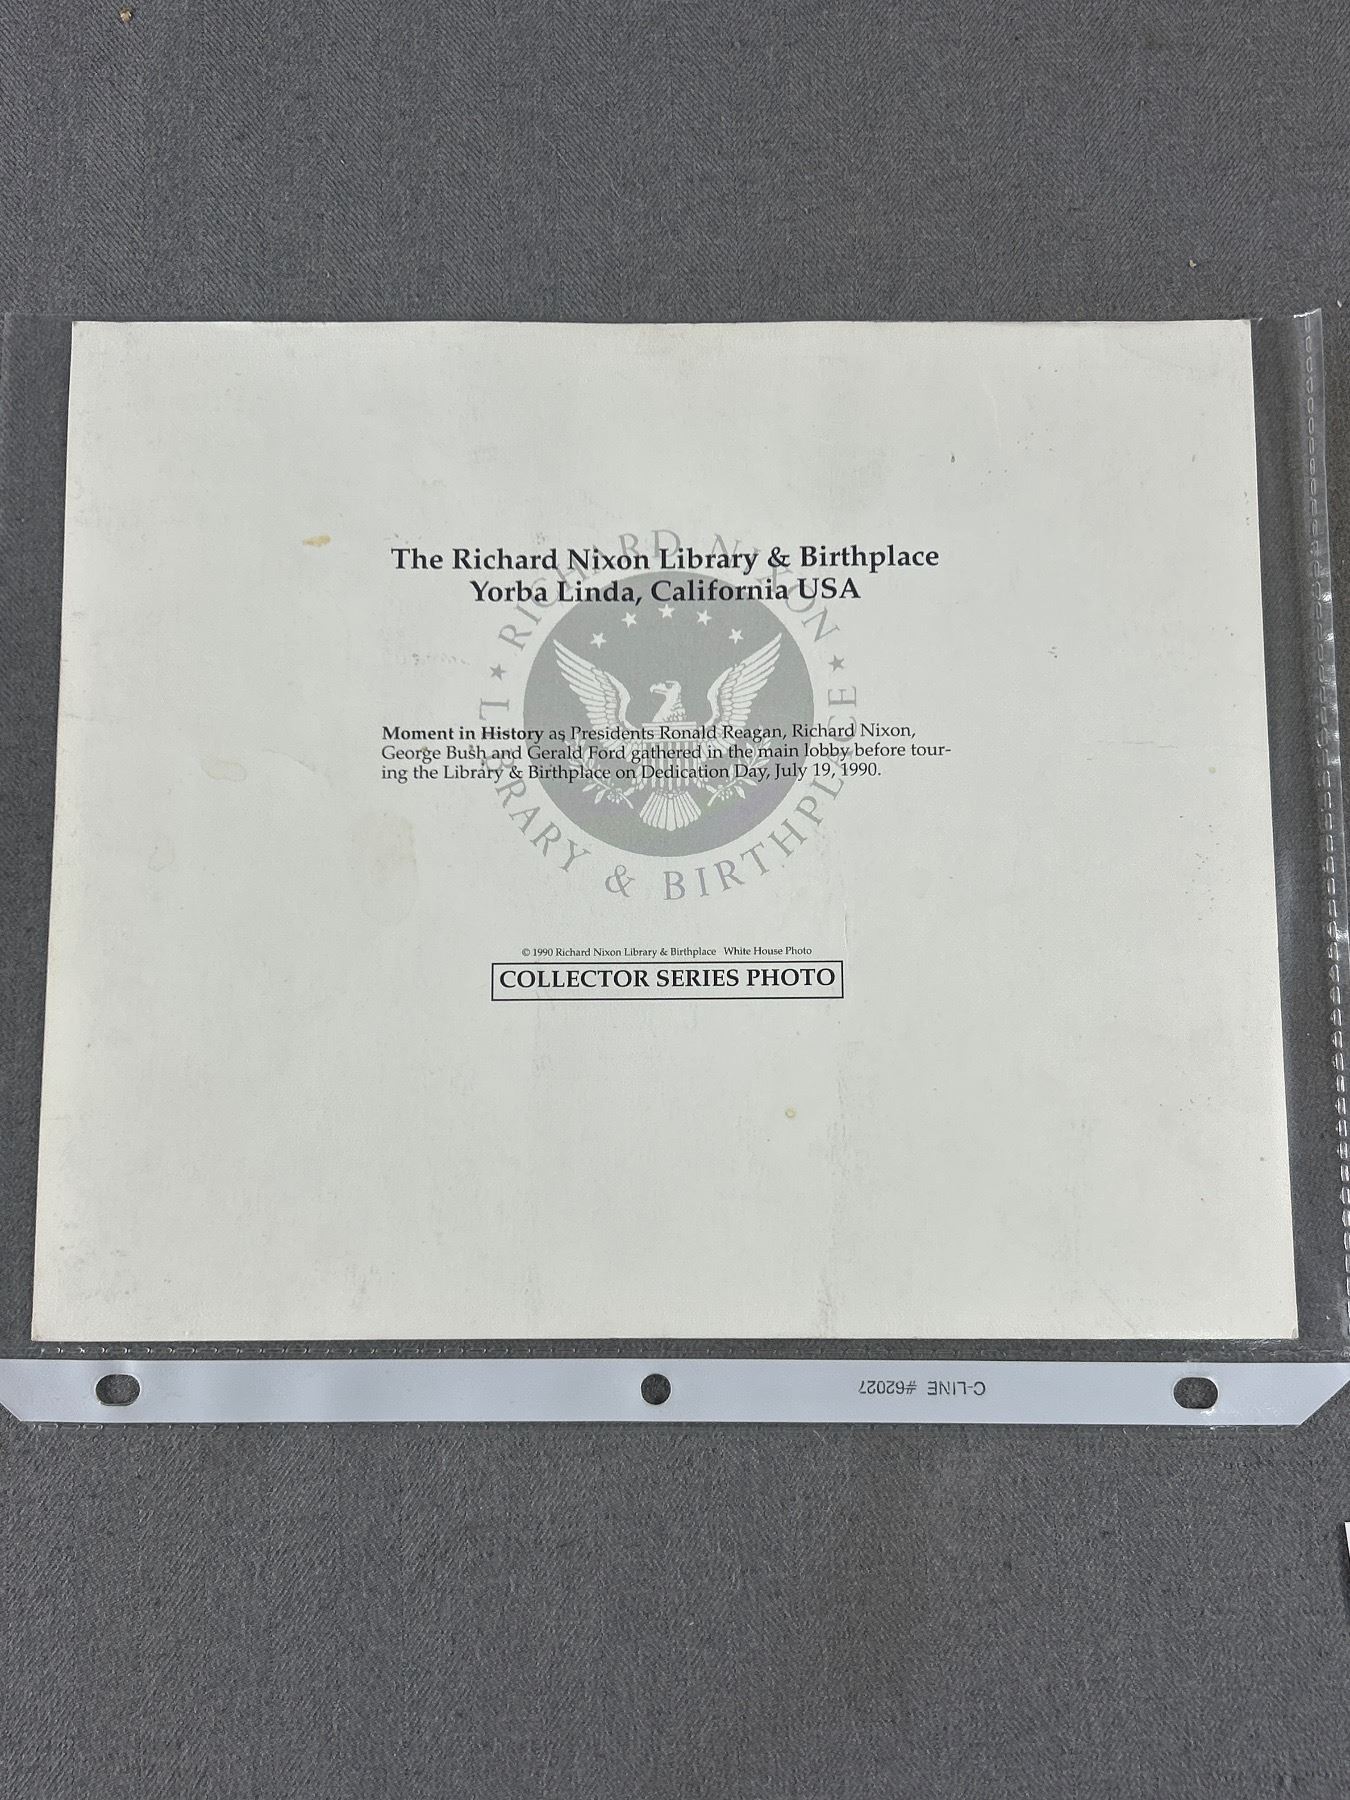 The Richard Nixon Library & Birthplace
Yorba Linda, California USA
★ RICHARD NIXON ★
LIBRARY & BIRTHPLACE
Moment in History as Presidents Ronald Reagan, Richard Nixon,
George Bush and Gerald Ford gathered in the main lobby before tour-
ing the Library & Birthplace on Dedication Day, July 19, 1990.
© 1990 Richard Nixon Library & Birthplace White House Photo
COLLECTOR SERIES PHOTO
C-LINE #62027